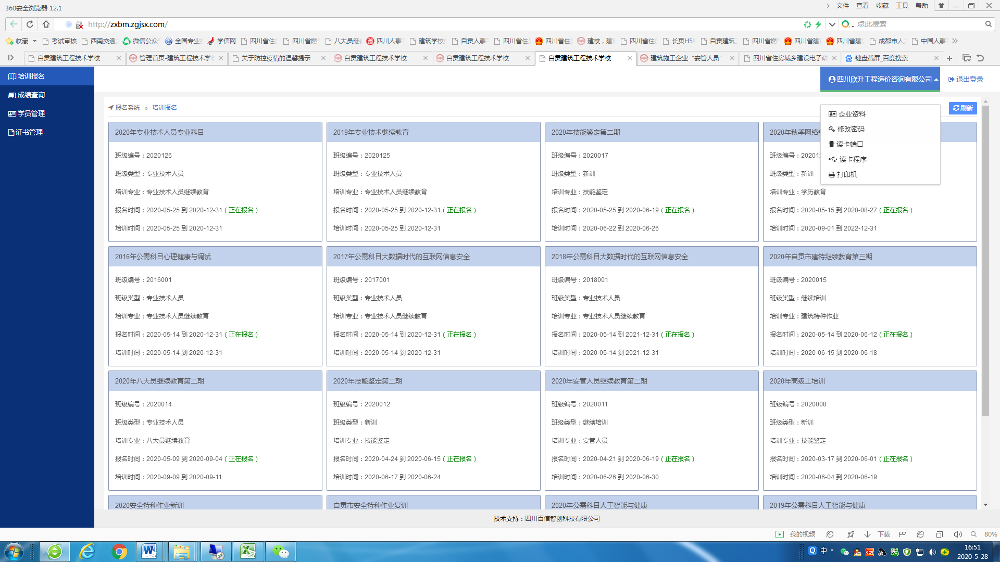 360安全浏览器 12.1
文件 查看 收藏 工具 帮助
http://zxbm.zgjsx.com/
点此搜索
收藏 考试审核 西南交通 微信公众 全国专业 学信网 四川省住 四川省燃 八大员继 四川人事 建筑学校 自贡人事 四川省住 四川省住 建校，建 四川省住 长页H5 自贡建筑 四川省燃 四川省建 四川省建 成都市人 中国人事
自贡建筑工程技术学校 管理首页-建筑工程技术学校 关于防控疫情的温馨提示 自贡建筑工程技术学校 自贡建筑工程技术学校 自贡建筑工程技术学校 建筑施工企业“安管人员” 四川省住房城乡建设电子政 键盘截屏_百度搜索
培训报名
成绩查询
学员管理
证书管理
四川欣升工程造价咨询有限公司
退出登录
报名系统 » 培训报名
刷新
企业资料
修改密码
读卡端口
读卡程序
打印机
2020年专业技术人员专业科目
班级编号：2020126
班级类型：专业技术人员
培训专业：专业技术人员继续教育
报名时间：2020-05-25 到 2020-12-31 ( 正在报名 )
培训时间：2020-05-25 到 2020-12-31
2019年专业技术继续教育
班级编号：2020125
班级类型：专业技术人员
培训专业：专业技术人员继续教育
报名时间：2020-05-25 到 2020-12-31 ( 正在报名 )
培训时间：2020-05-25 到 2020-12-31
2020年技能鉴定第二期
班级编号：2020017
班级类型：新训
培训专业：技能鉴定
报名时间：2020-05-25 到 2020-06-19 ( 正在报名 )
培训时间：2020-06-22 到 2020-06-26
2020年秋季网络
班级编号：202012
班级类型：新训
培训专业：学历教育
报名时间：2020-05-15 到 2020-08-27 ( 正在报名 )
培训时间：2020-09-01 到 2022-12-31
2016年公需科目心理健康与调试
班级编号：2016001
班级类型：专业技术人员
培训专业：专业技术人员继续教育
报名时间：2020-05-14 到 2020-12-31 ( 正在报名 )
培训时间：2020-05-14 到 2020-12-31
2017年公需科目大数据时代的互联网信息安全
班级编号：2017001
班级类型：专业技术人员
培训专业：专业技术人员继续教育
报名时间：2020-05-14 到 2020-12-31 ( 正在报名 )
培训时间：2020-05-14 到 2020-12-31
2018年公需科目大数据时代的互联网信息安全
班级编号：2018001
班级类型：专业技术人员
培训专业：专业技术人员继续教育
报名时间：2020-05-14 到 2021-12-31 ( 正在报名 )
培训时间：2020-05-14 到 2021-12-31
2020年自贡市建特继续教育第三期
班级编号：2020015
班级类型：继续培训
培训专业：建筑特种作业
报名时间：2020-05-14 到 2020-06-12 ( 正在报名 )
培训时间：2020-06-15 到 2020-06-18
2020年八大员继续教育第二期
班级编号：2020014
班级类型：专业技术人员
培训专业：八大员继续教育
报名时间：2020-05-09 到 2020-09-04 ( 正在报名 )
培训时间：2020-09-09 到 2020-09-11
2020年技能鉴定第二期
班级编号：2020012
班级类型：新训
培训专业：技能鉴定
报名时间：2020-04-24 到 2020-06-15 ( 正在报名 )
培训时间：2020-06-17 到 2020-06-24
2020年安管人员继续教育第二期
班级编号：2020011
班级类型：继续培训
培训专业：安管人员
报名时间：2020-04-21 到 2020-06-19 ( 正在报名 )
培训时间：2020-06-26 到 2020-06-30
2020年高级工培训
班级编号：2020008
班级类型：新训
培训专业：技能鉴定
报名时间：2020-03-17 到 2020-06-01 ( 正在报名 )
培训时间：2020-06-04 到 2020-06-19
2020安全特种作业新训
自贡市安全特种作业复训
2020年公需科目人工智能与健康
2019年公需科目人工智能与健康
技术支持：四川百信智创科技有限公司
我的视频 下载 80%
中
16:51
2020-5-28